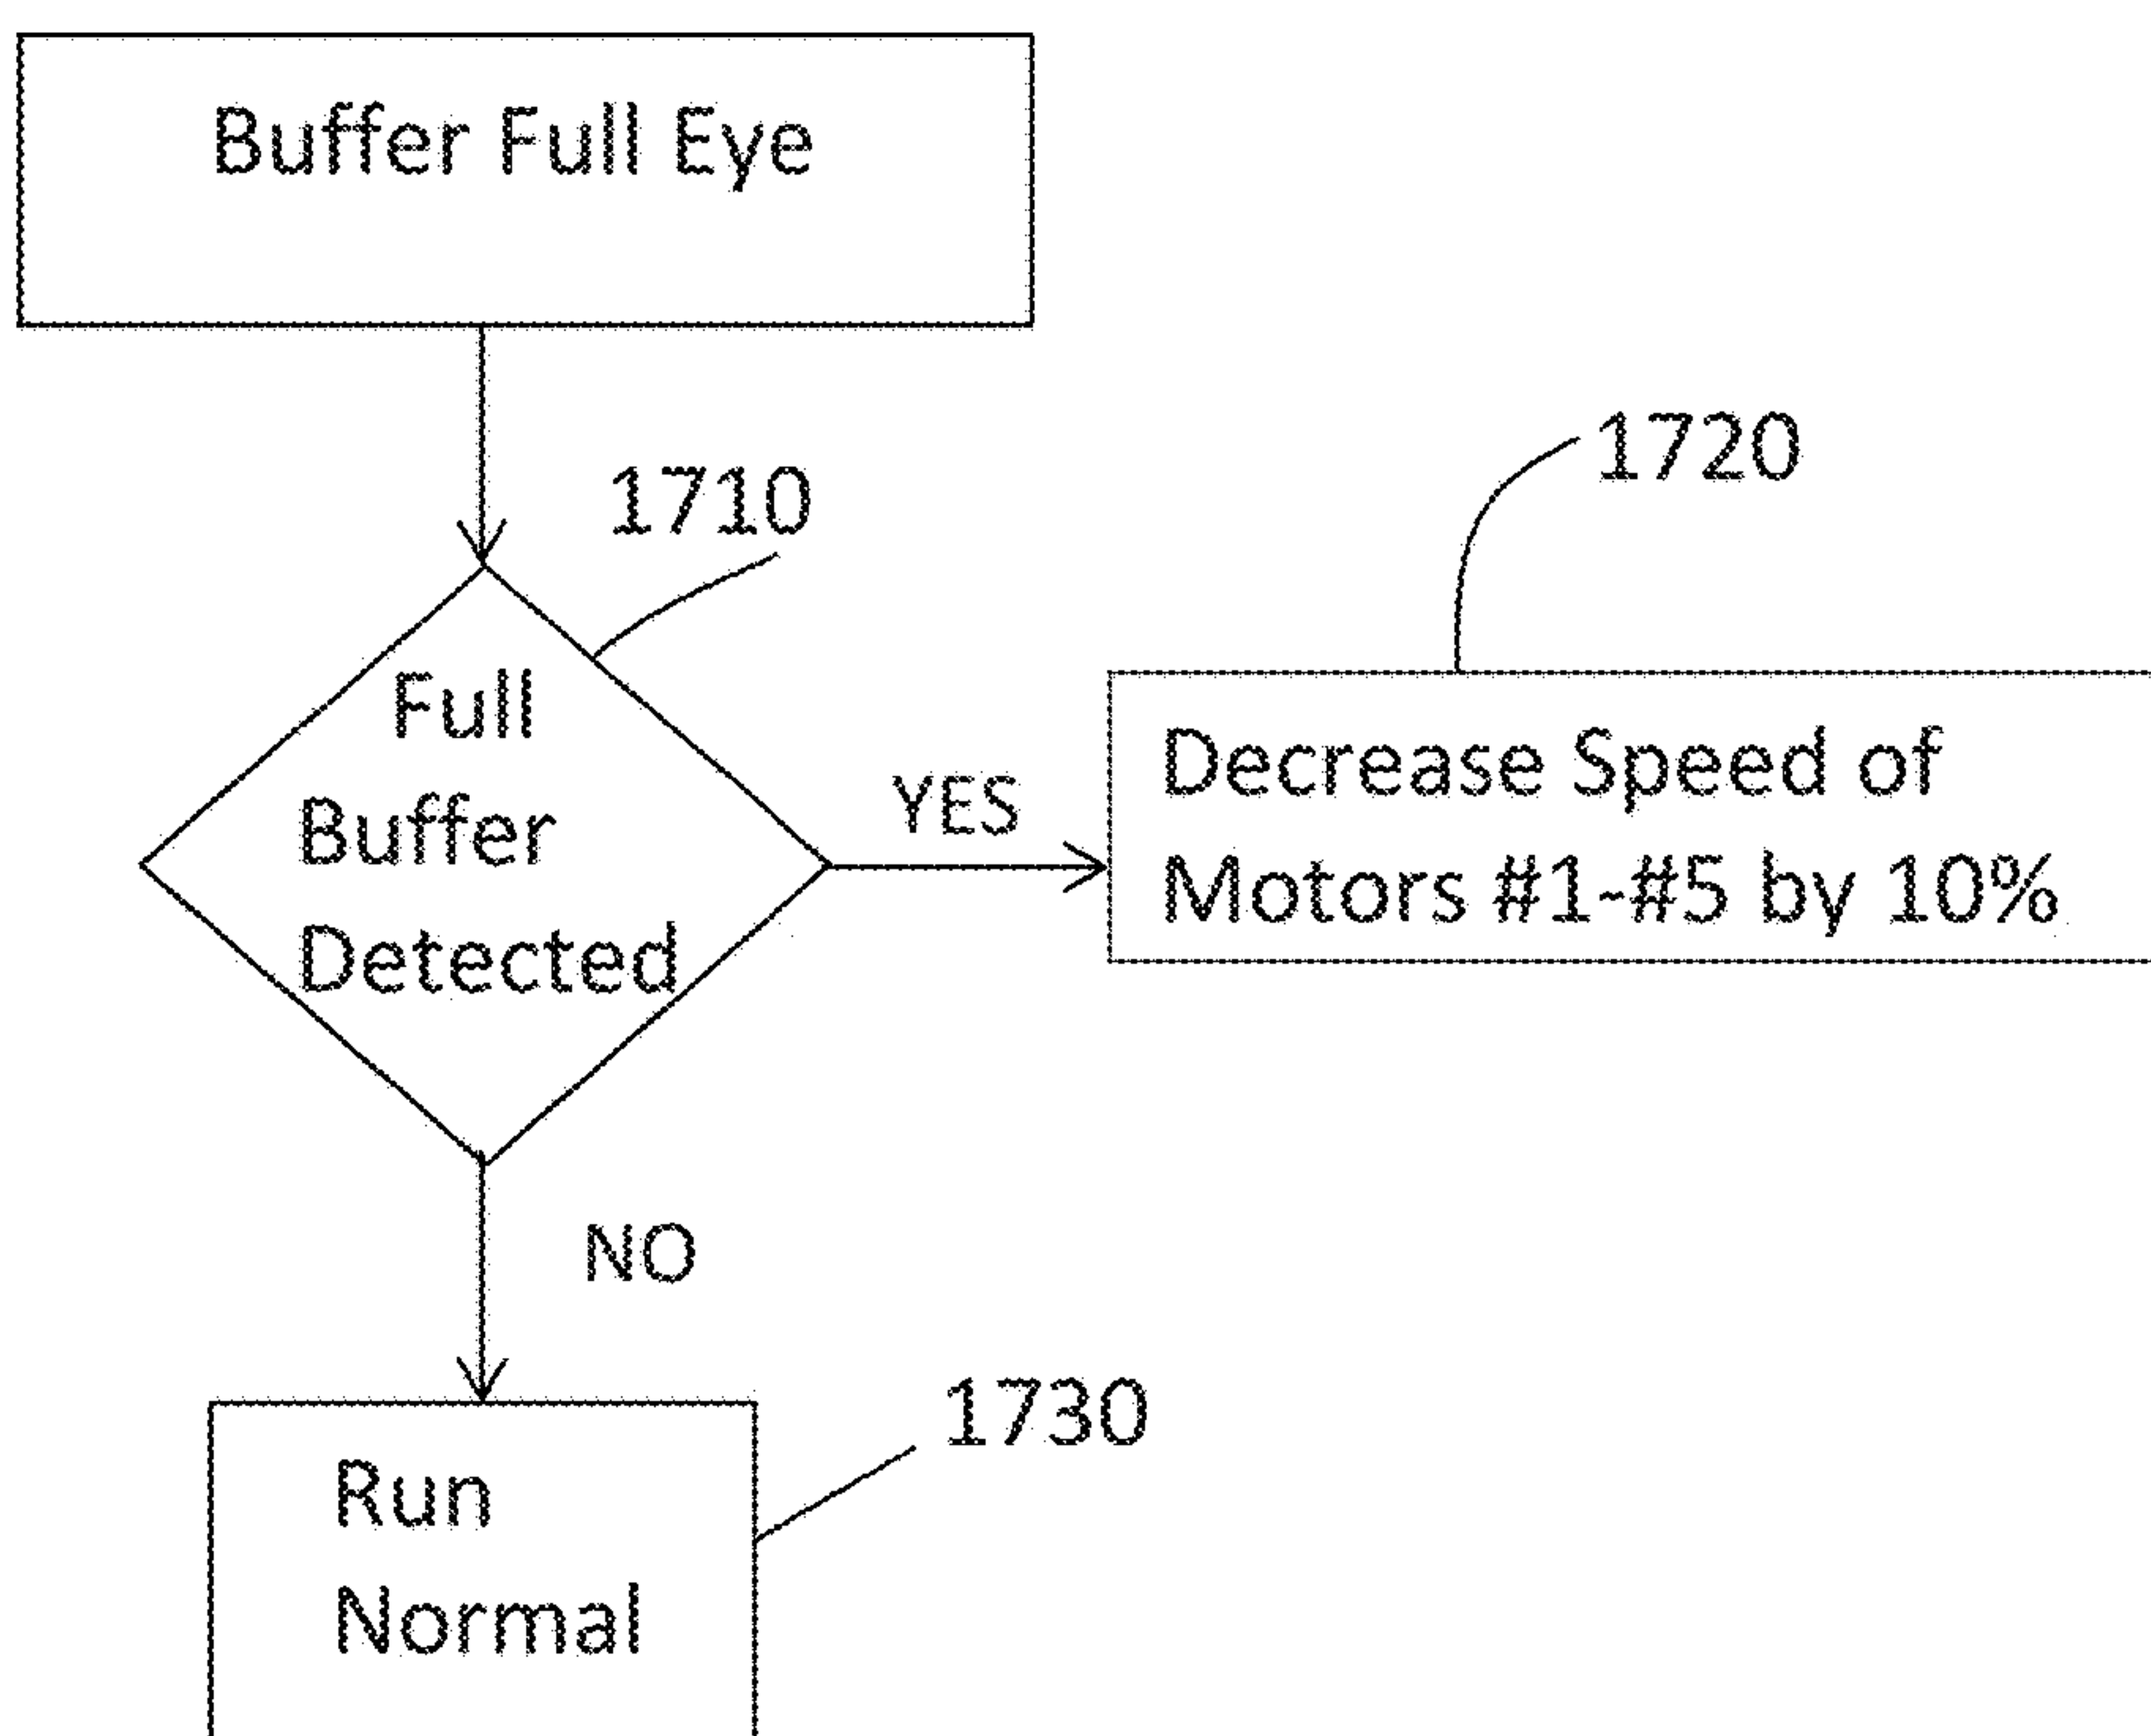 Buffer Full Eye
1710
1720
Full
Buffer
Detected
YES
Decrease Speed of
Motors #1-#5 by 10%
NO
1730
Run
Normal